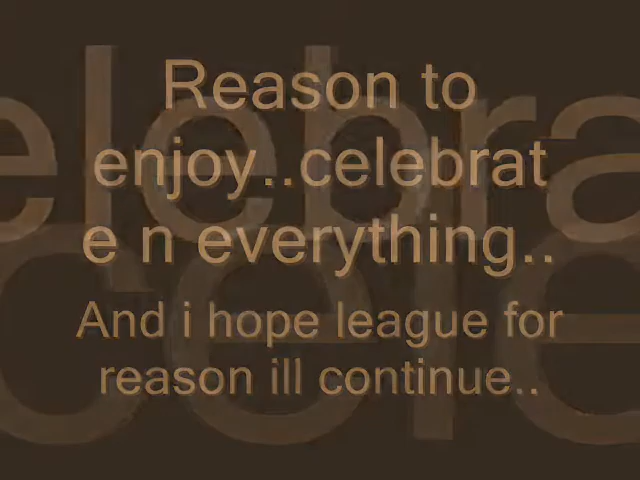 Reason to
enjoy..celebrat
e n everything..
And i hope league for
reason ill continue..